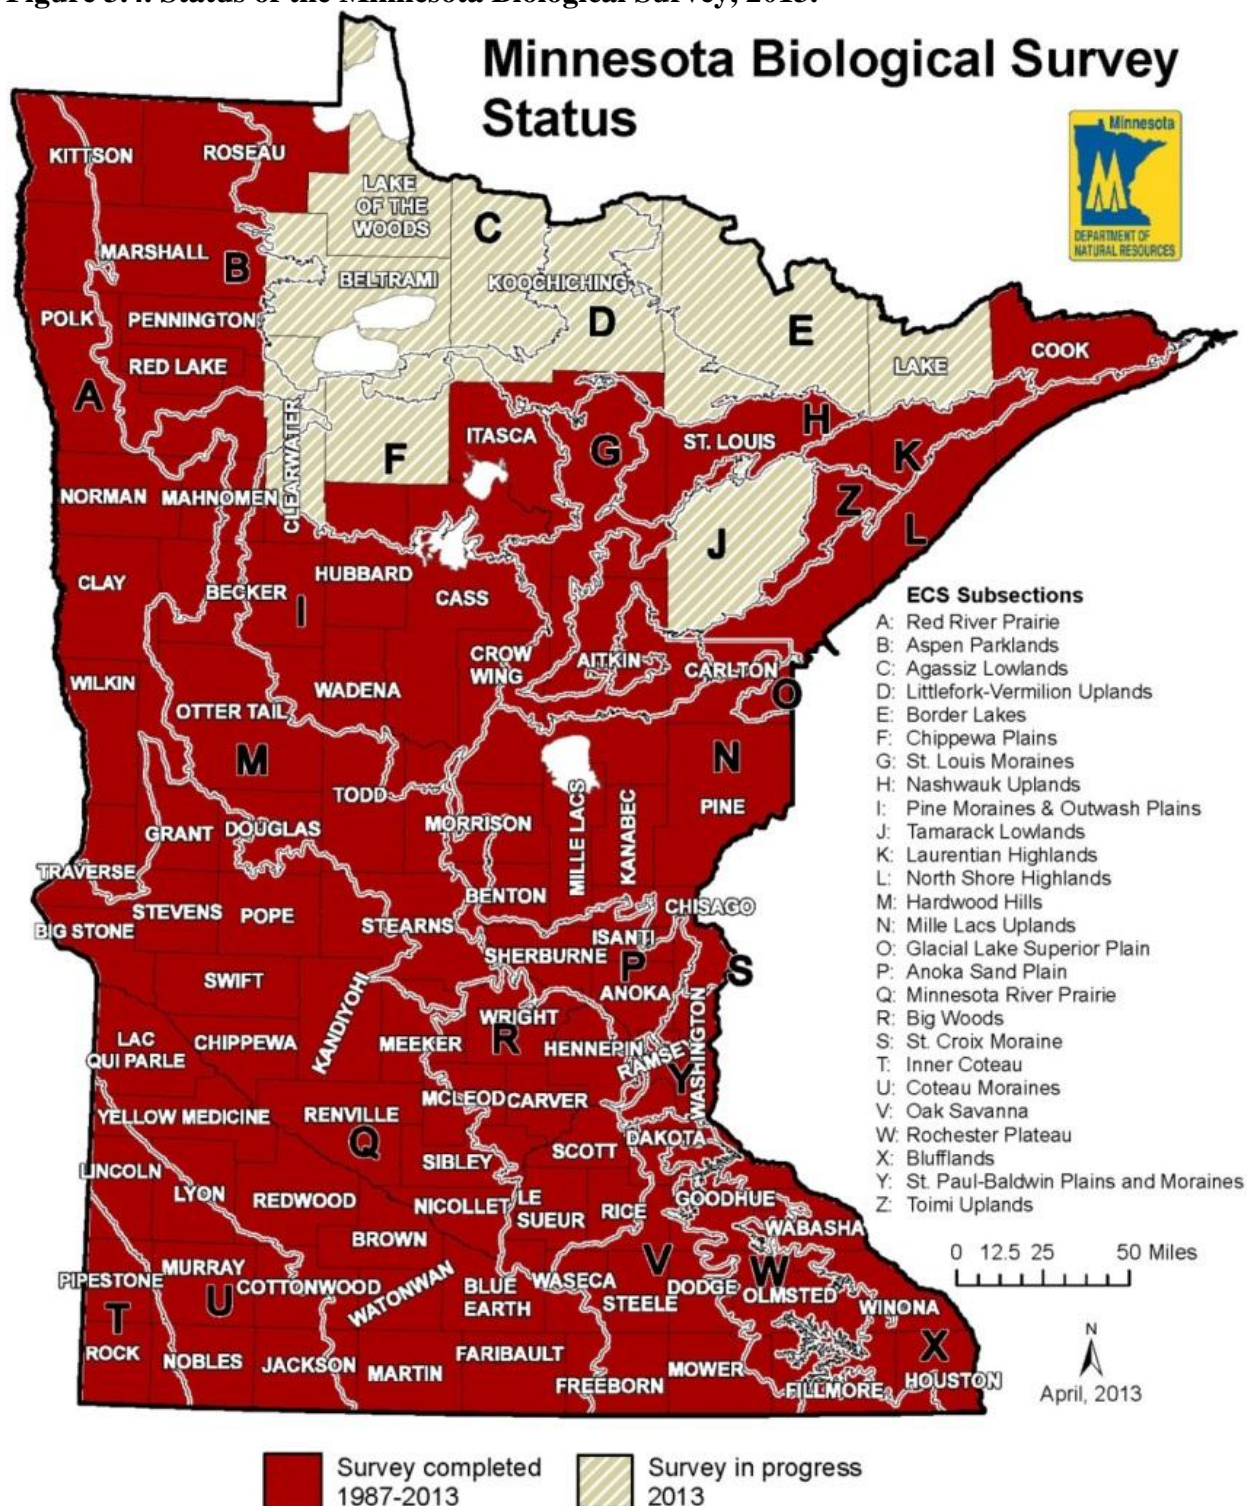 Figure 3.4. Status of the Minnesota Biological Survey, 2013.
Minnesota Biological Survey
Status
Minnesota
DEPARTMENT OF
NATURAL RESOURCES
KITTSON
ROSEAU
LAKE
OF THE
WOODS
C
MARSHALL
B
BELTRAMI
KOOCHICHING
POLK
PENNINGTON
D
E
RED LAKE
LAKE
COOK
A
CLEARWATER
F
ITASCA
G
ST. LOUIS
H
K
NORMAN
MAHNOMEN
Z
L
J
CLAY
BECKER
I
HUBBARD
CASS
WILKIN
OTTER TAIL
WADENA
CROW
WING
AITKIN
CARLTON
O
M
TODD
N
PINE
GRANT
DOUGLAS
MORRISON
MILLE LACS
KANABEC
TRAVERSE
BENTON
CHISAGO
BIG STONE
STEVENS
POPE
STEARNS
ISANTI
SHERBURNE
P
S
SWIFT
KANDIYOHI
ANOKA
WASHINGTON
LAC
QUI PARLE
CHIPPEWA
MEEKER
WRIGHT
R
HENNEPIN
RAMSEY
Y
YELLOW MEDICINE
RENVILLE
Q
MCLEOD
CARVER
SCOTT
DAKOTA
LINCOLN
LYON
REDWOOD
SIBLEY
NICOLLET
LE
SUEUR
RICE
GOODHUE
WABASHA
BROWN
PIPESTONE
MURRAY
U
COTTONWOOD
WATONWAN
BLUE
EARTH
WASECA
V
STEELE
DODGE
W
OLMSTED
WINONA
T
ROCK
NOBLES
JACKSON
MARTIN
FARIBAULT
FREEBORN
MOWER
FILLMORE
X
HOUSTON
ECS Subsections
A: Red River Prairie
B: Aspen Parklands
C: Agassiz Lowlands
D: Littlefork-Vermilion Uplands
E: Border Lakes
F: Chippewa Plains
G: St. Louis Moraines
H: Nashwauk Uplands
I: Pine Moraines & Outwash Plains
J: Tamarack Lowlands
K: Laurentian Highlands
L: North Shore Highlands
M: Hardwood Hills
N: Mille Lacs Uplands
O: Glacial Lake Superior Plain
P: Anoka Sand Plain
Q: Minnesota River Prairie
R: Big Woods
S: St. Croix Moraine
T: Inner Coteau
U: Coteau Moraines
V: Oak Savanna
W: Rochester Plateau
X: Blufflands
Y: St. Paul-Baldwin Plains and Moraines
Z: Toimi Uplands
0 12.5 25 50 Miles
N
April, 2013
Survey completed
1987-2013
Survey in progress
2013